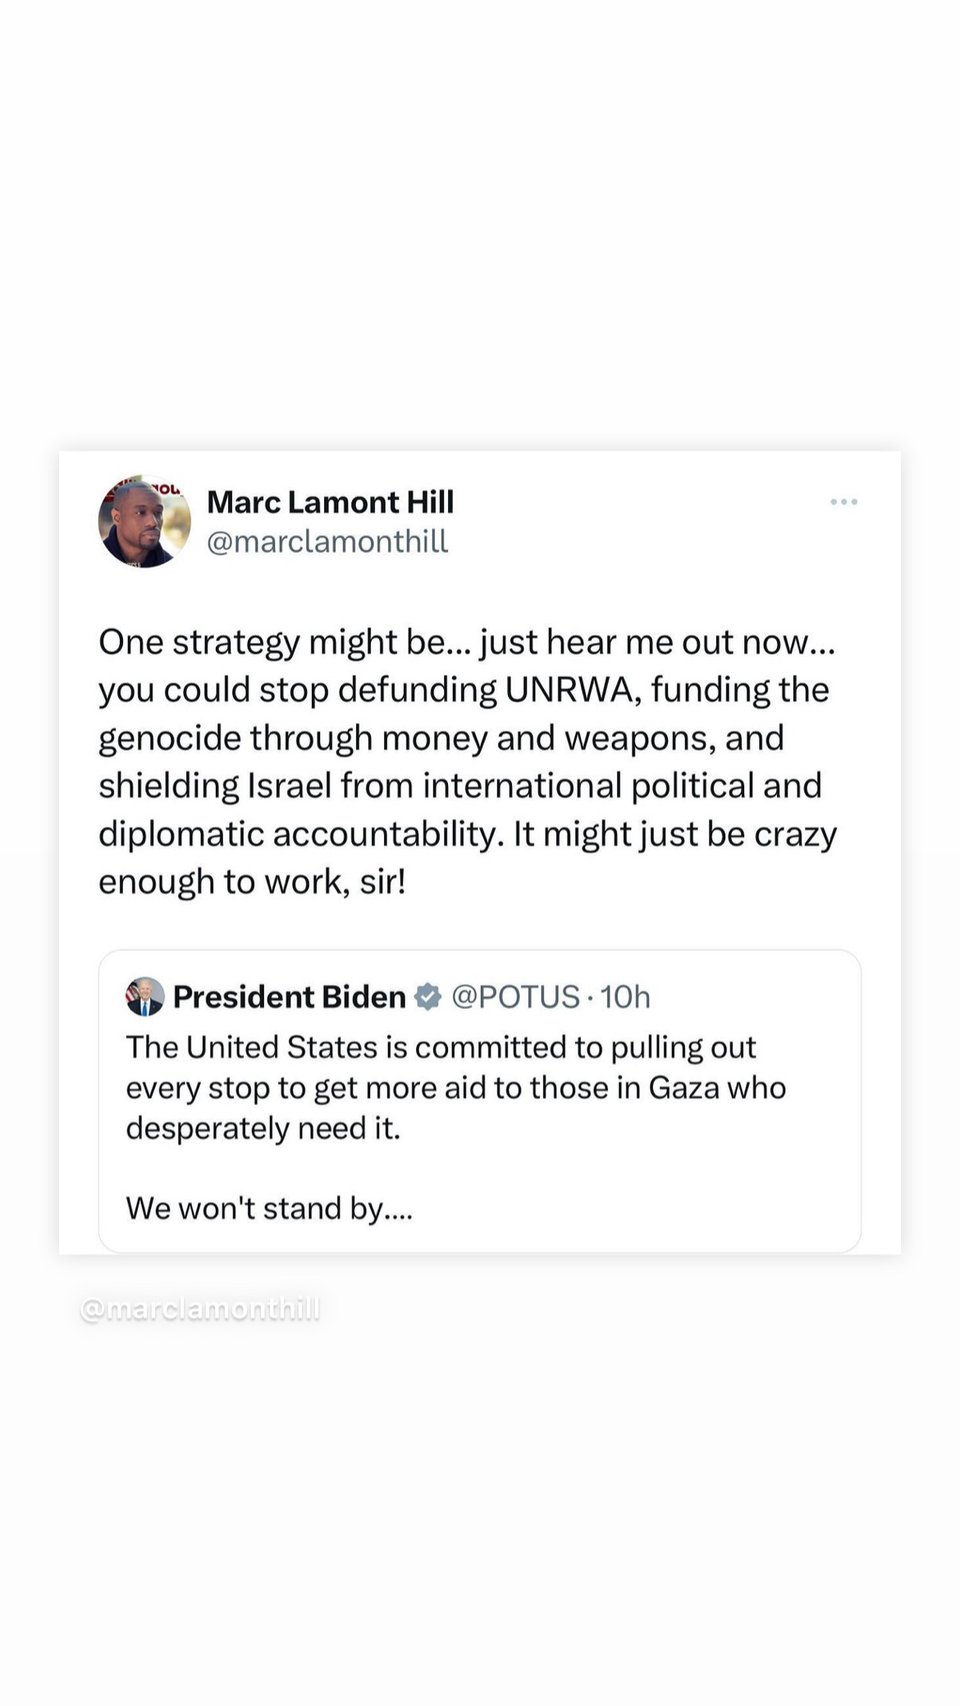 Marc Lamont Hill
@marclamonthill
One strategy might be... just hear me out now...
you could stop defunding UNRWA, funding the
genocide through money and weapons, and
shielding Israel from international political and
diplomatic accountability. It might just be crazy
enough to work, sir!
President Biden @POTUS · 10h
The United States is committed to pulling out
every stop to get more aid to those in Gaza who
desperately need it.
We won't stand by....
@marclamonthill